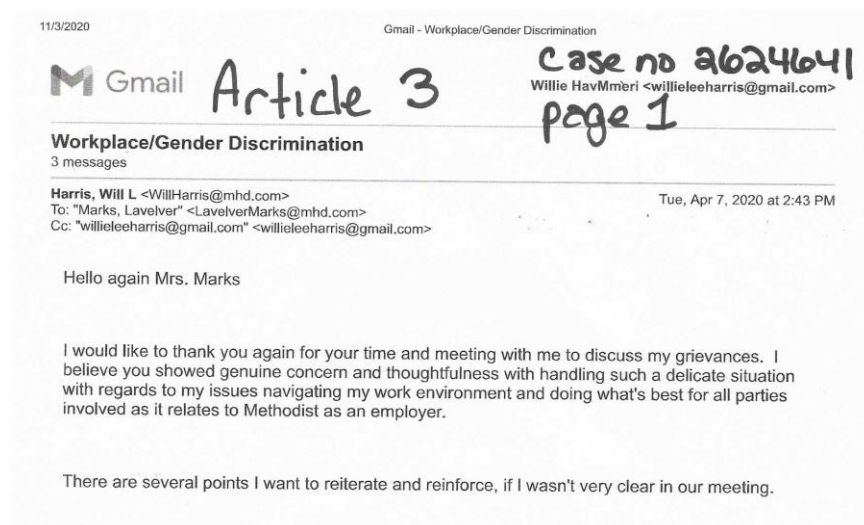 11/3/2020 Gmail - Workplace/Gender Discrimination
Gmail Article 3 Case no 2624641
Willie HavMmeri <willieleeharris@gmail.com>
page 1
Workplace/Gender Discrimination
3 messages
Harris, Will L <WillHarris@mhd.com> Tue, Apr 7, 2020 at 2:43 PM
To: "Marks, Lavelver" <LavelverMarks@mhd.com>
Cc: "willieleeharris@gmail.com" <willieleeharris@gmail.com>
Hello again Mrs. Marks
I would like to thank you again for your time and meeting with me to discuss my grievances. I
believe you showed genuine concern and thoughtfulness with handling such a delicate situation
with regards to my issues navigating my work environment and doing what's best for all parties
involved as it relates to Methodist as an employer.
There are several points I want to reiterate and reinforce, if I wasn't very clear in our meeting.